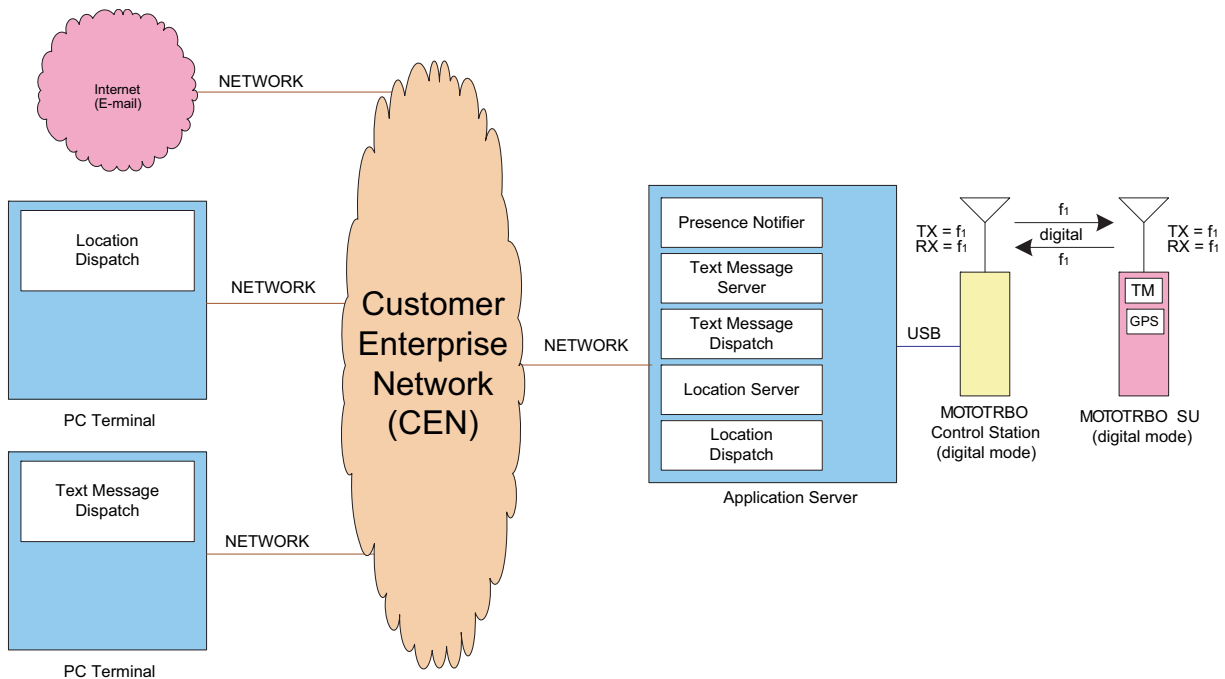 Internet
(E-mail)
NETWORK
Location
Dispatch
NETWORK
PC Terminal
Text Message
Dispatch
NETWORK
PC Terminal
Customer
Enterprise
Network
(CEN)
NETWORK
Presence Notifier
Text Message
Server
Text Message
Dispatch
Location Server
Location
Dispatch
Application Server
USB
TX = f₁
RX = f₁
f₁
digital
f₁
TX = f₁
RX = f₁
TM
GPS
MOTOTRBO
Control Station
(digital mode)
MOTOTRBO SU
(digital mode)